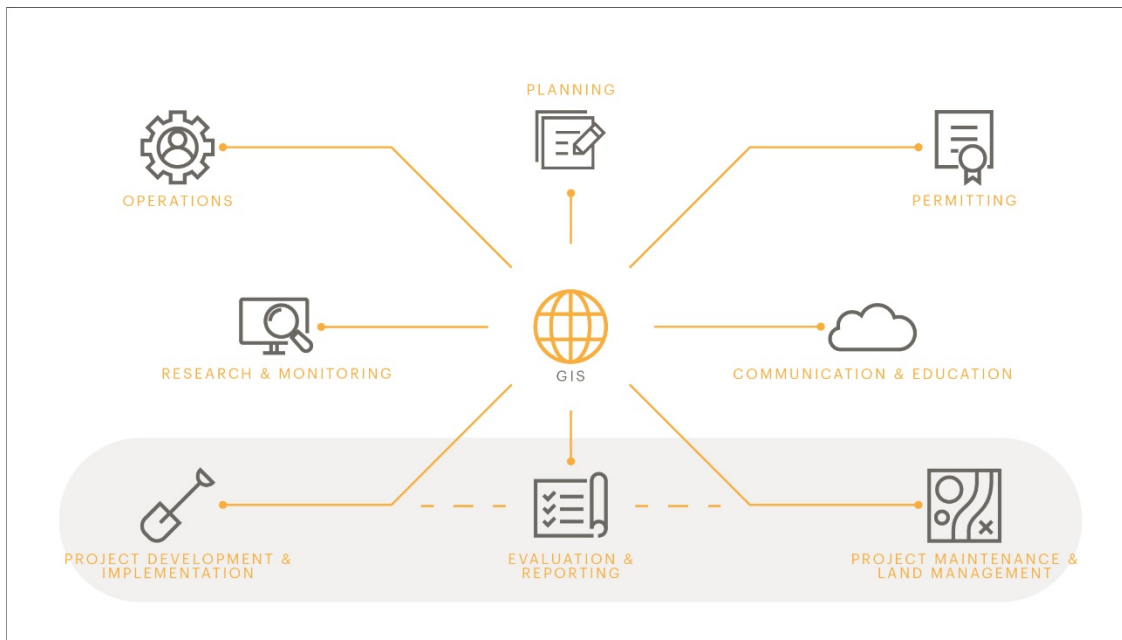 PLANNING
OPERATIONS
PERMITTING
RESEARCH & MONITORING
GIS
COMMUNICATION & EDUCATION
PROJECT DEVELOPMENT &
IMPLEMENTATION
EVALUATION &
REPORTING
PROJECT MAINTENANCE &
LAND MANAGEMENT